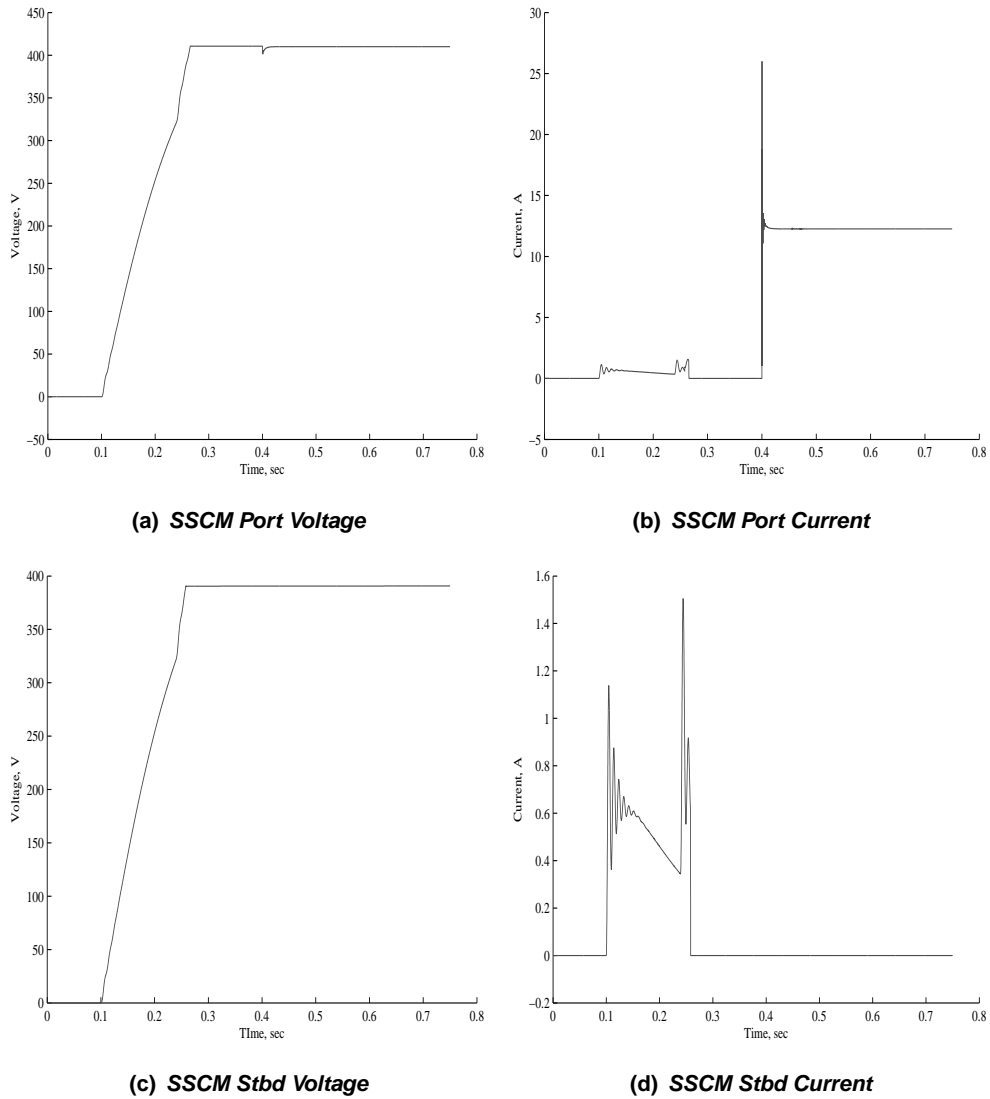 450
400
350
300
250
200
150
100
50
0
−50
Voltage, V
0 0.1 0.2 0.3 0.4 0.5 0.6 0.7 0.8
Time, sec
(a) SSCM Port Voltage
30
25
20
15
10
5
0
−5
Current, A
0 0.1 0.2 0.3 0.4 0.5 0.6 0.7 0.8
Time, sec
(b) SSCM Port Current
400
350
300
250
200
150
100
50
0
Voltage, V
0 0.1 0.2 0.3 0.4 0.5 0.6 0.7 0.8
TIme, sec
(c) SSCM Stbd Voltage
1.6
1.4
1.2
1
0.8
0.6
0.4
0.2
0
−0.2
Current, A
0 0.1 0.2 0.3 0.4 0.5 0.6 0.7 0.8
Time, sec
(d) SSCM Stbd Current